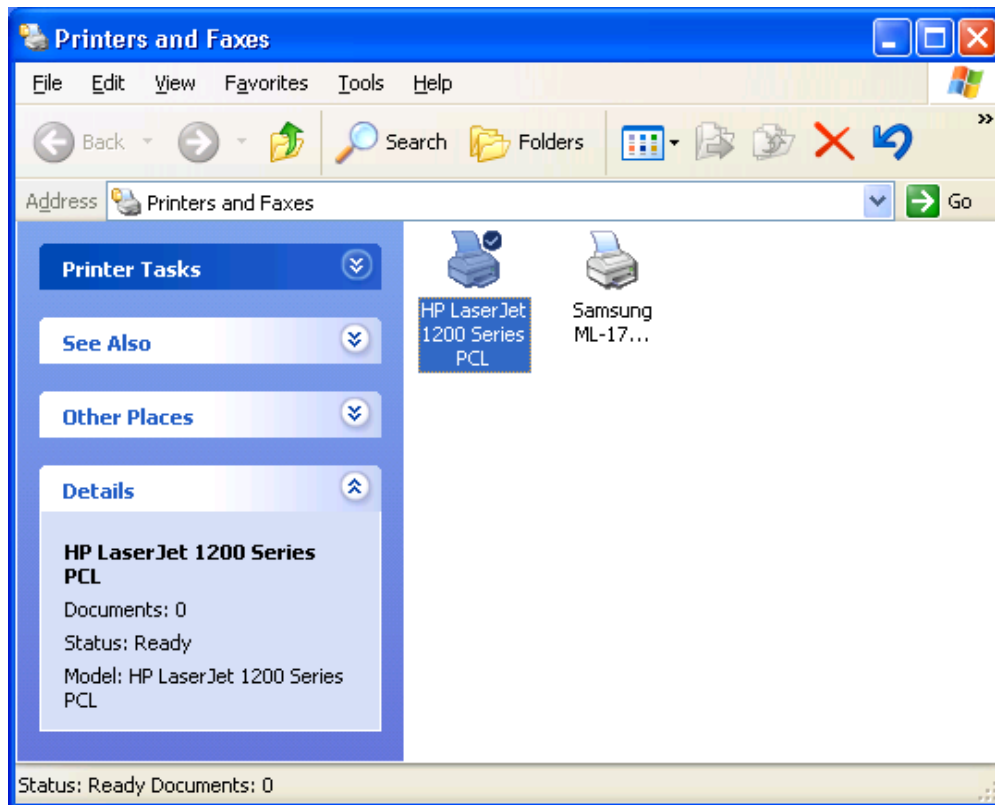 Printers and Faxes
File Edit View Favorites Tools Help
Back Search Folders »
Address Printers and Faxes Go
Printer Tasks
See Also
Other Places
Details
HP LaserJet 1200 Series
PCL
Documents: 0
Status: Ready
Model: HP LaserJet 1200 Series
PCL
HP LaserJet
1200 Series
PCL
Samsung
ML-17...
Status: Ready Documents: 0